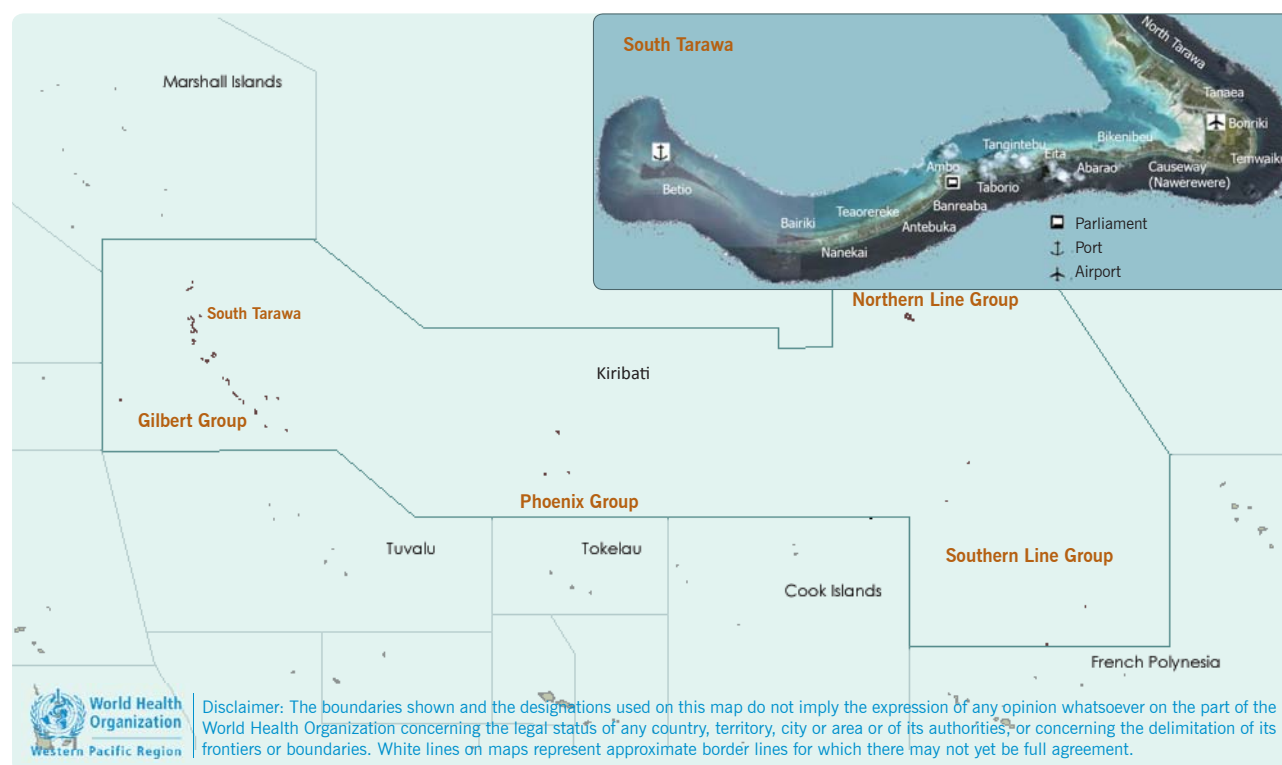 South Tarawa
North Tarawa
Tanaea
Bonriki
Temwaiku
Bikenibeu
Tangintebu
Eita
Ambo
Abarao
Causeway
(Nawerewere)
Taborio
Betio
Banreaba
Teaorereke
Bairiki
Antebuka
Nanekai
Parliament
Port
Airport
Marshall Islands
Northern Line Group
South Tarawa
Kiribati
Gilbert Group
Phoenix Group
Tuvalu
Tokelau
Southern Line Group
Cook Islands
French Polynesia
World Health
Organization
Western Pacific Region
Disclaimer: The boundaries shown and the designations used on this map do not imply the expression of any opinion whatsoever on the part of the
World Health Organization concerning the legal status of any country, territory, city or area or of its authorities, or concerning the delimitation of its
frontiers or boundaries. White lines on maps represent approximate border lines for which there may not yet be full agreement.